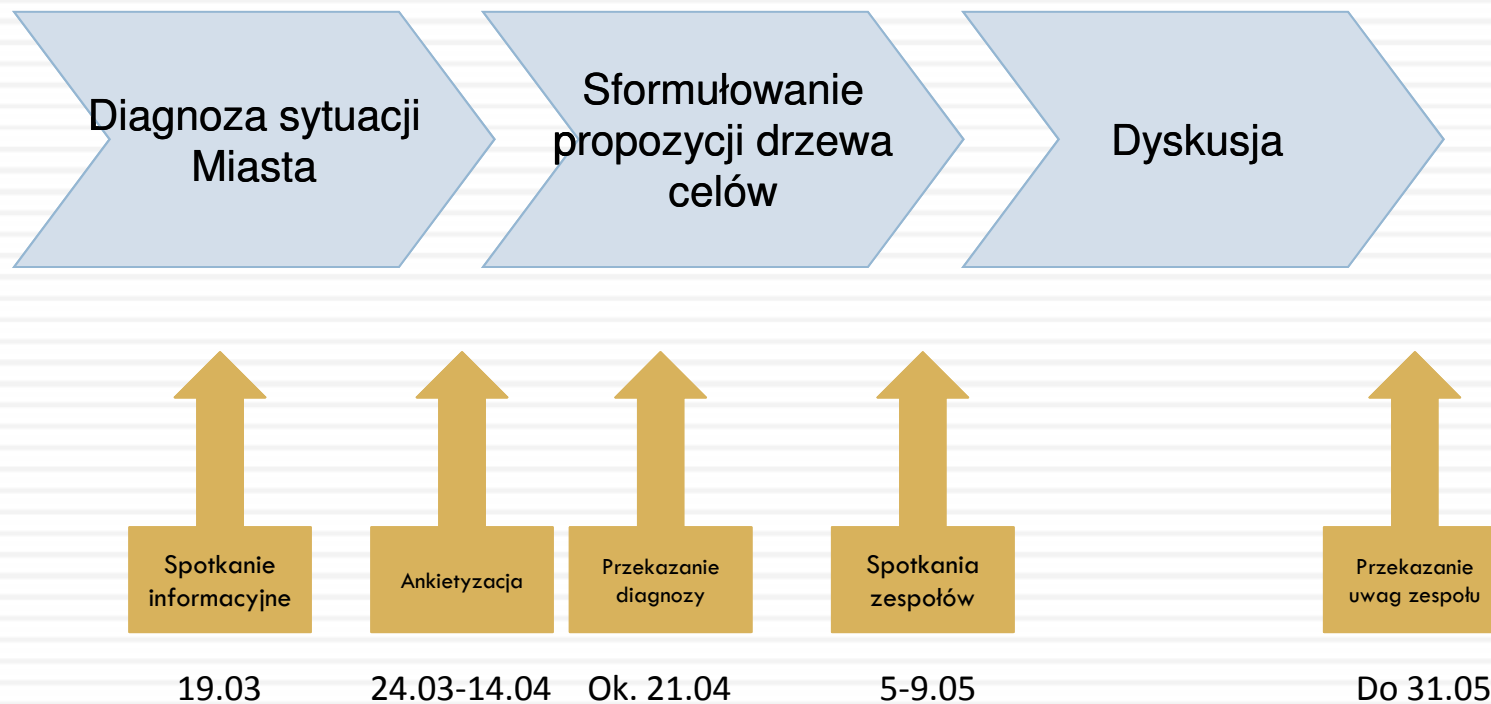 Diagnoza sytuacji
Miasta
Sformułowanie
propozycji drzewa
celów
Dyskusja
Spotkanie
informacyjne
Ankietyzacja
Przekazanie
diagnozy
Spotkania
zespołów
Przekazanie
uwag zespołu
19.03
24.03-14.04
Ok. 21.04
5-9.05
Do 31.05